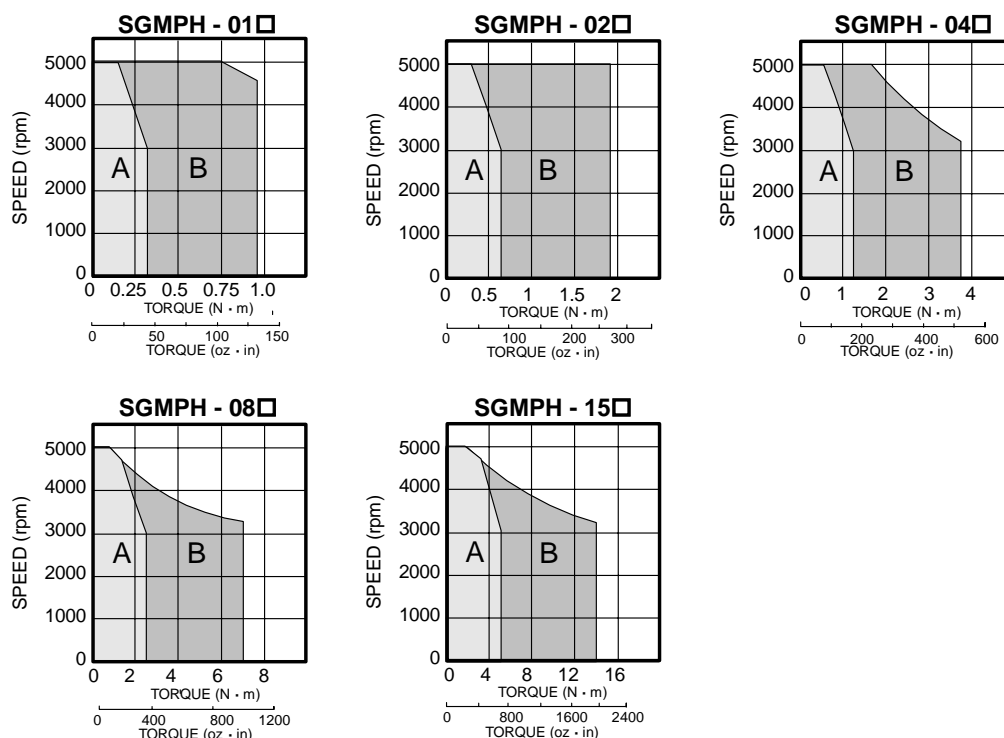 SGMPH - 01□
SPEED (rpm)
5000
4000
3000
2000
1000
0
A
B
0 0.25 0.5 0.75 1.0
TORQUE (N · m)
0 50 100 150
TORQUE (oz · in)
SGMPH - 02□
SPEED (rpm)
5000
4000
3000
2000
1000
0
A
B
0 0.5 1 1.5 2
TORQUE (N · m)
0 100 200 300
TORQUE (oz · in)
SGMPH - 04□
SPEED (rpm)
5000
4000
3000
2000
1000
0
A
B
0 1 2 3 4
TORQUE (N · m)
0 200 400 600
TORQUE (oz · in)
SGMPH - 08□
SPEED (rpm)
5000
4000
3000
2000
1000
0
A
B
0 2 4 6 8
TORQUE (N · m)
0 400 800 1200
TORQUE (oz · in)
SGMPH - 15□
SPEED (rpm)
5000
4000
3000
2000
1000
0
A
B
0 4 8 12 16
TORQUE (N · m)
0 800 1600 2400
TORQUE (oz · in)